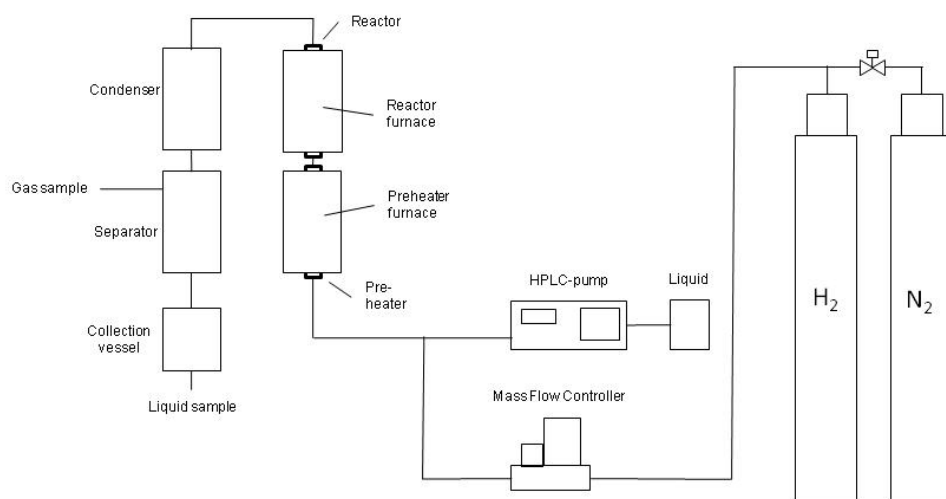 Reactor
Condenser
Reactor
furnace
Gas sample
Preheater
furnace
Separator
Pre-
heater
HPLC-pump
Liquid
H2
N2
Collection
vessel
Liquid sample
Mass Flow Controller